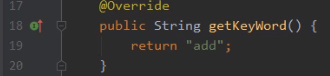 17 @Override
18 public String getKeyWord() {
19 return "add";
20 }